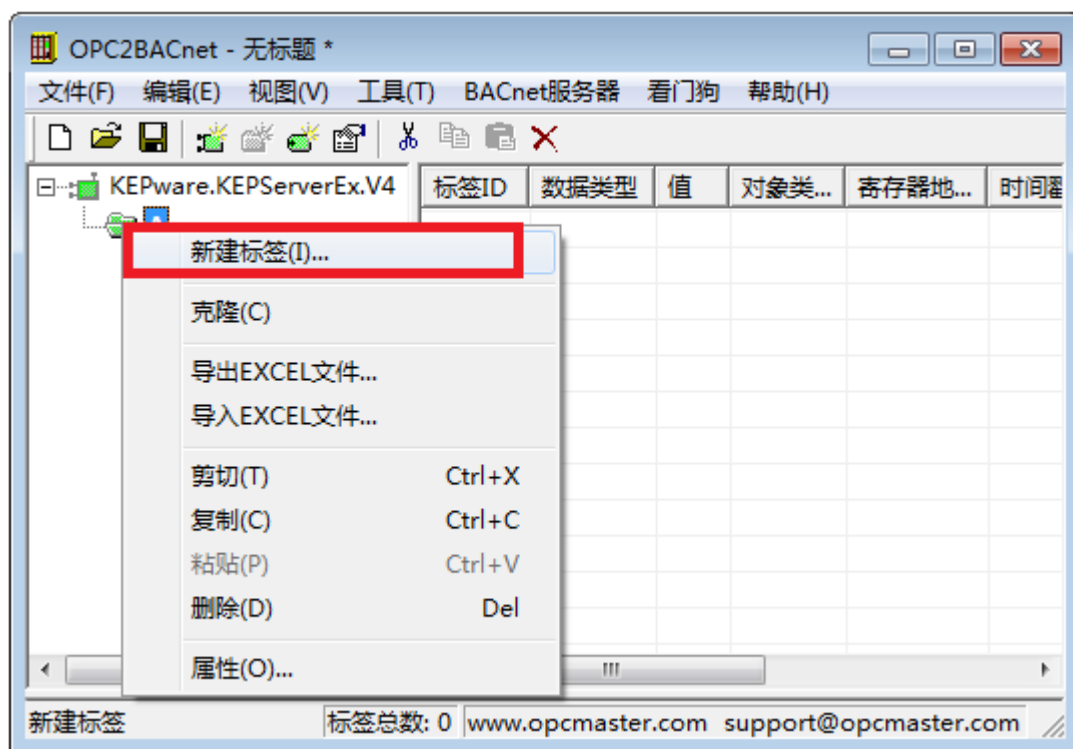 OPC2BACnet - 无标题 *
文件(F) 编辑(E) 视图(V) 工具(T) BACnet服务器 看门狗 帮助(H)
KEPware.KEPServerEx.V4 标签ID 数据类型 值 对象类... 寄存器地... 时间戳
新建标签(I)...
克隆(C)
导出EXCEL文件...
导入EXCEL文件...
剪切(T) Ctrl+X
复制(C) Ctrl+C
粘贴(P) Ctrl+V
删除(D) Del
属性(O)...
新建标签 标签总数: 0 www.opcmaster.com support@opcmaster.com